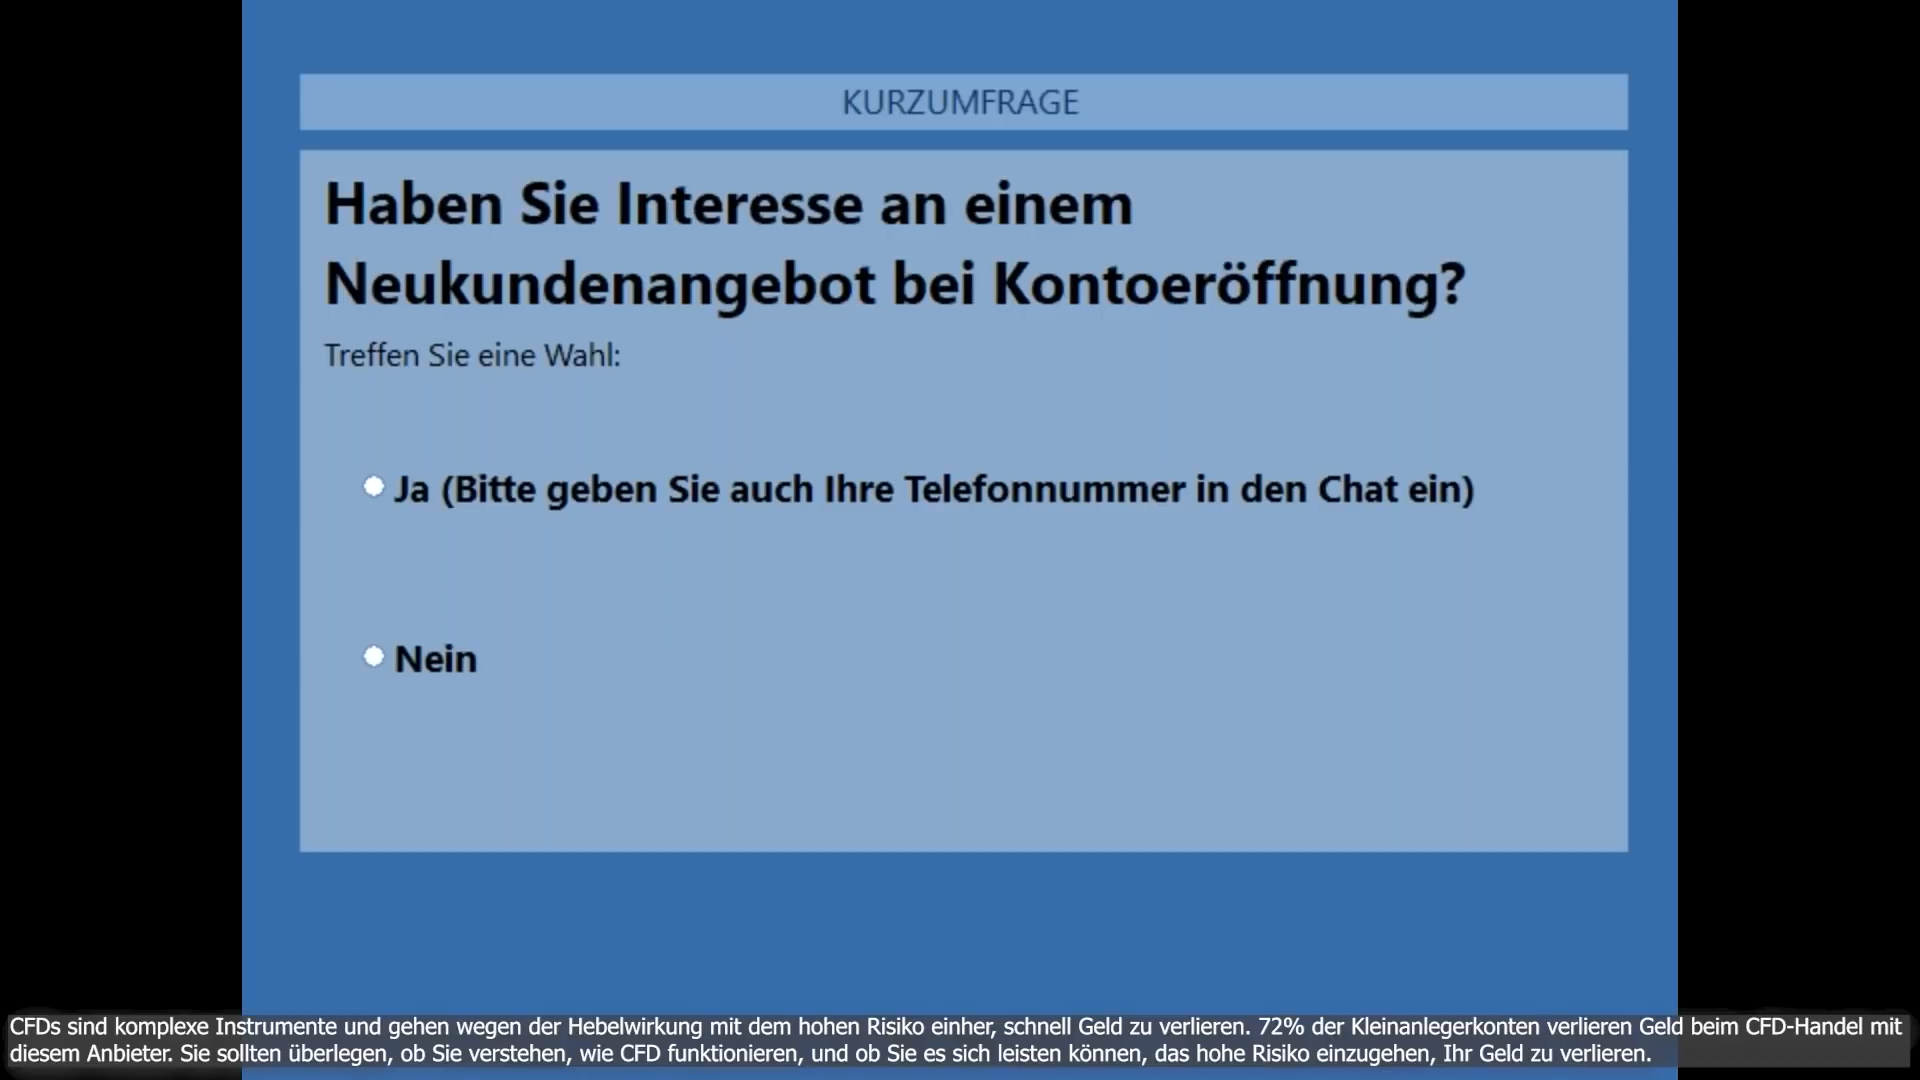 KURZUMFRAGE
Haben Sie Interesse an einem
Neukundenangebot bei Kontoeröffnung?
Treffen Sie eine Wahl:
Ja (Bitte geben Sie auch Ihre Telefonnummer in den Chat ein)
Nein
CFDs sind komplexe Instrumente und gehen wegen der Hebelwirkung mit dem hohen Risiko einher, schnell Geld zu verlieren. 72% der Kleinanlegerkonten verlieren Geld beim CFD-Handel mit
diesem Anbieter. Sie sollten überlegen, ob Sie verstehen, wie CFD funktionieren, und ob Sie es sich leisten können, das hohe Risiko einzugehen, Ihr Geld zu verlieren.